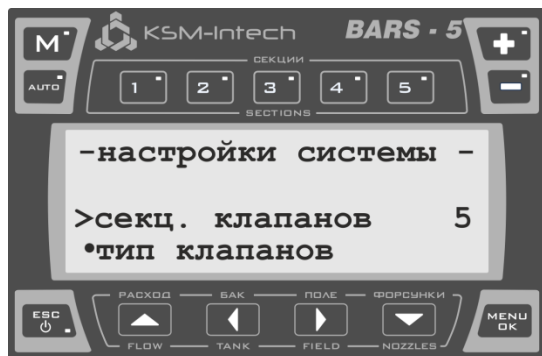 M
KSM-Intech
BARS - 5
+
AUTO
СЕКЦИИ
1 2 3 4 5
-
SECTIONS
-настройки системы -
>секц. клапанов 5
•тип клапанов
РАСХОД БАК ПОЛЕ ФОРСУНКИ
ESC
MENU
OK
FLOW TANK FIELD NOZZLES